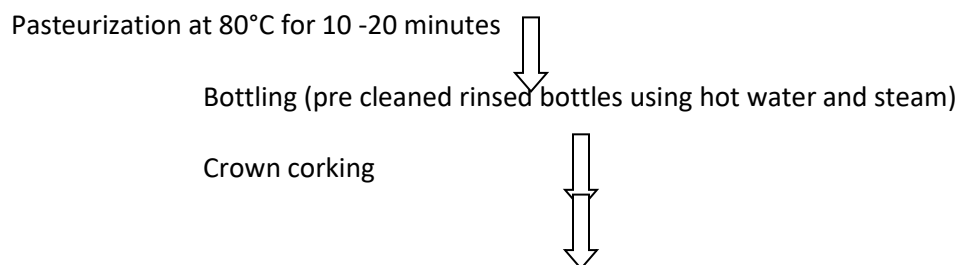 Pasteurization at 80°C for 10 -20 minutes
Bottling (pre cleaned rinsed bottles using hot water and steam)
Crown corking